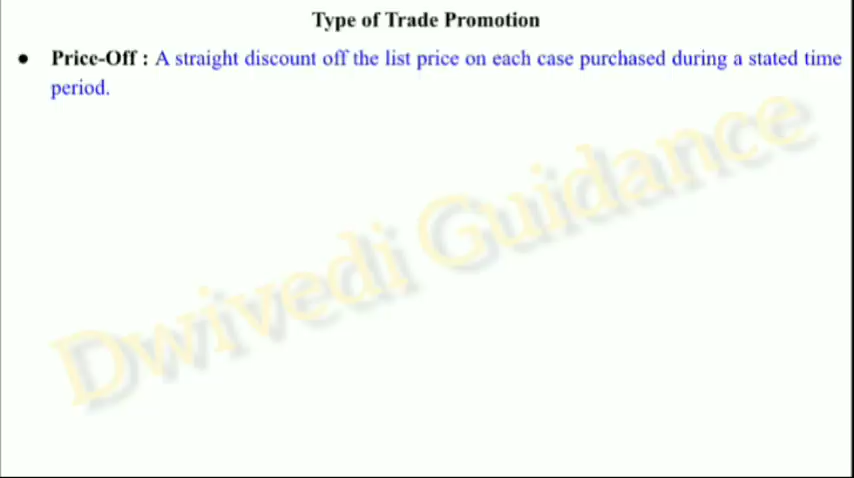 Type of Trade Promotion
● Price-Off : A straight discount off the list price on each case purchased during a stated time
period.
Dwivedi Guidance